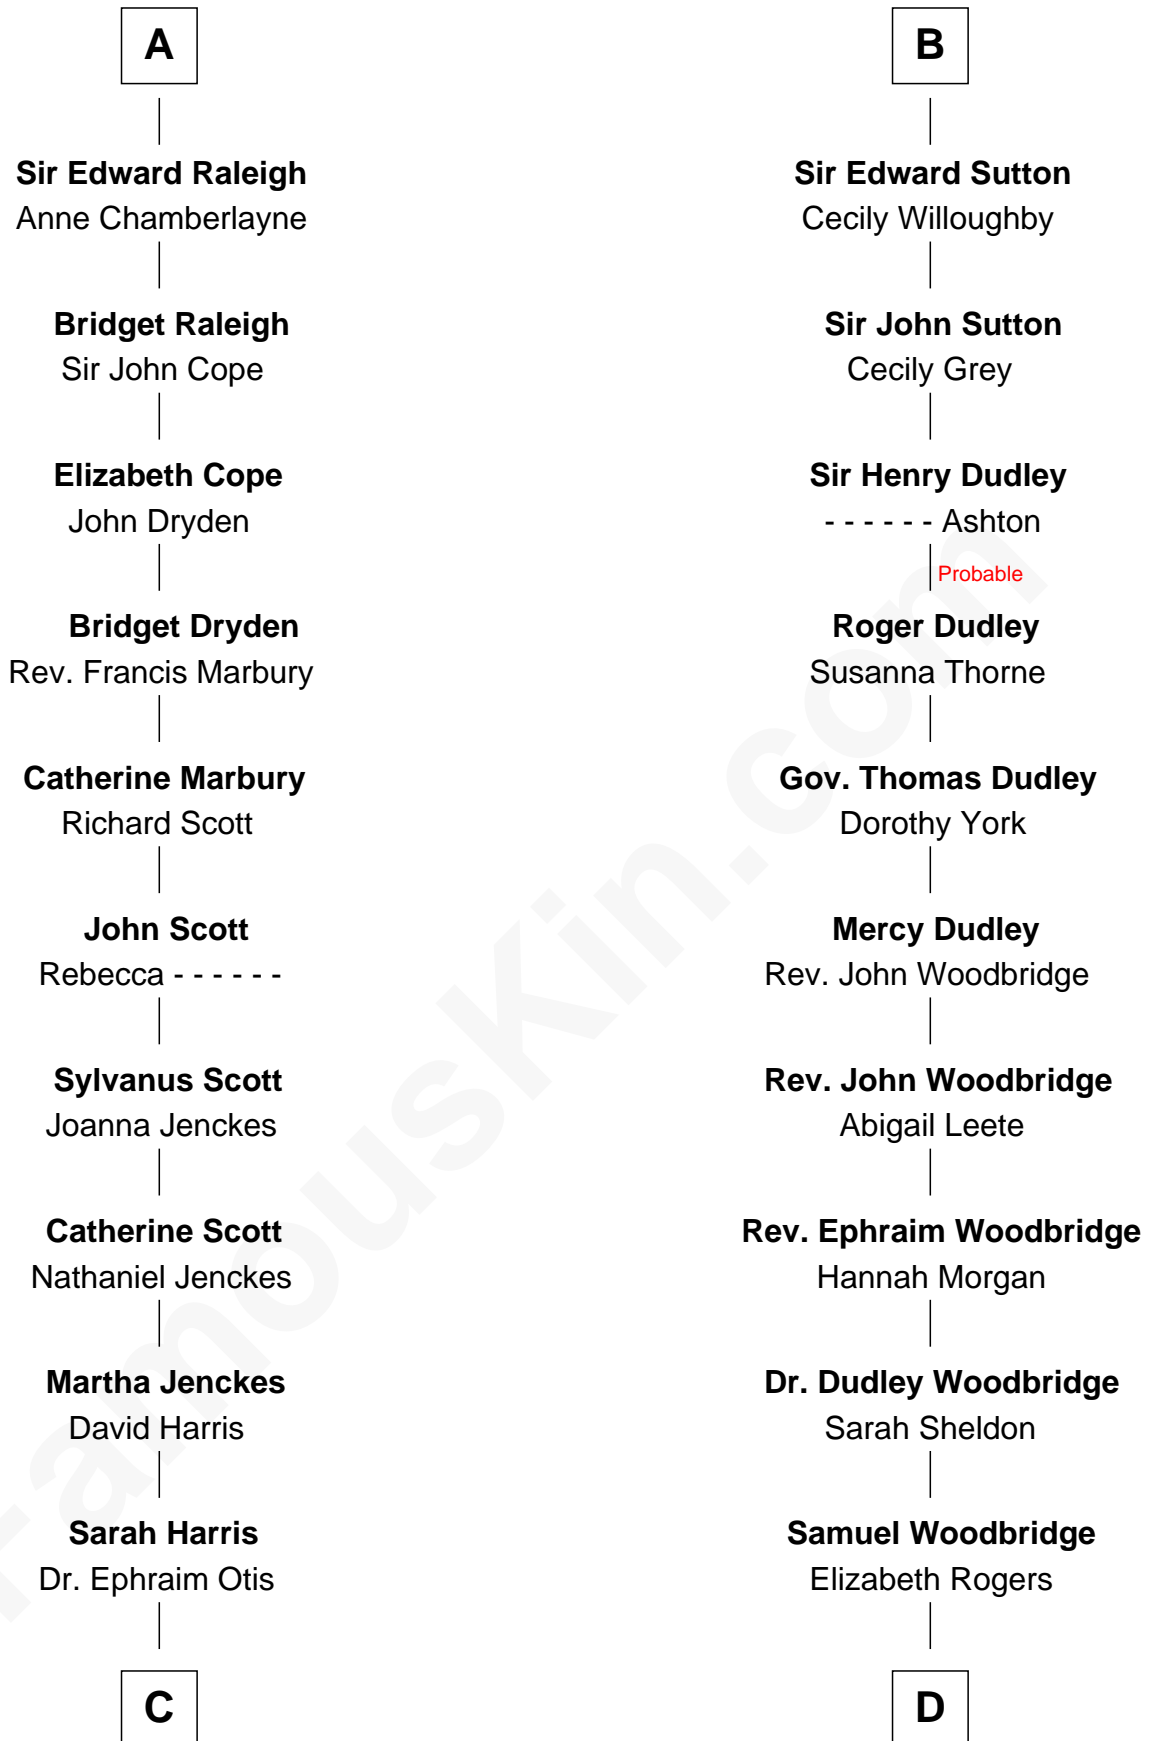 A
Sir Edward Raleigh
Anne Chamberlayne
Bridget Raleigh
Sir John Cope
Elizabeth Cope
John Dryden
Bridget Dryden
Rev. Francis Marbury
Catherine Marbury
Richard Scott
John Scott
Rebecca - - - - - -
Sylvanus Scott
Joanna Jenckes
Catherine Scott
Nathaniel Jenckes
Martha Jenckes
David Harris
Sarah Harris
Dr. Ephraim Otis
C
B
Sir Edward Sutton
Cecily Willoughby
Sir John Sutton
Cecily Grey
Sir Henry Dudley
- - - - - - Ashton
Probable
Roger Dudley
Susanna Thorne
Gov. Thomas Dudley
Dorothy York
Mercy Dudley
Rev. John Woodbridge
Rev. John Woodbridge
Abigail Leete
Rev. Ephraim Woodbridge
Hannah Morgan
Dr. Dudley Woodbridge
Sarah Sheldon
Samuel Woodbridge
Elizabeth Rogers
D
FamousKin.com